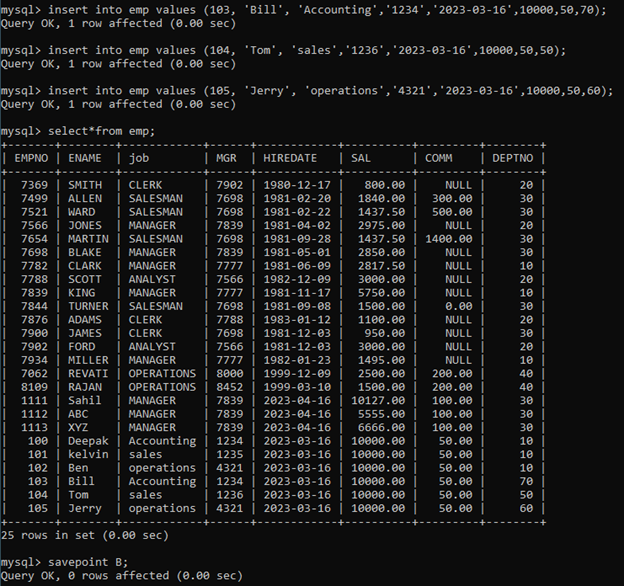 mysql> insert into emp values (103, 'Bill', 'Accounting','1234','2023-03-16',10000,50,70);
Query OK, 1 row affected (0.00 sec)
mysql> insert into emp values (104, 'Tom', 'sales','1236','2023-03-16',10000,50,50);
Query OK, 1 row affected (0.00 sec)
mysql> insert into emp values (105, 'Jerry', 'operations','4321','2023-03-16',10000,50,60);
Query OK, 1 row affected (0.00 sec)
mysql> select*from emp;
+-------+--------+------------+------+------------+----------+---------+--------+
| EMPNO | ENAME | job | MGR | HIREDATE | SAL | COMM | DEPTNO |
+-------+--------+------------+------+------------+----------+---------+--------+
| 7369 | SMITH | CLERK | 7902 | 1980-12-17 | 800.00 | NULL | 20 |
| 7499 | ALLEN | SALESMAN | 7698 | 1981-02-20 | 1840.00 | 300.00 | 30 |
| 7521 | WARD | SALESMAN | 7698 | 1981-02-22 | 1437.50 | 500.00 | 30 |
| 7566 | JONES | MANAGER | 7839 | 1981-04-02 | 2975.00 | NULL | 20 |
| 7654 | MARTIN | SALESMAN | 7698 | 1981-09-28 | 1437.50 | 1400.00 | 30 |
| 7698 | BLAKE | MANAGER | 7839 | 1981-05-01 | 2850.00 | NULL | 30 |
| 7782 | CLARK | MANAGER | 7777 | 1981-06-09 | 2817.50 | NULL | 10 |
| 7788 | SCOTT | ANALYST | 7566 | 1982-12-09 | 3000.00 | NULL | 20 |
| 7839 | KING | MANAGER | 7777 | 1981-11-17 | 5750.00 | NULL | 10 |
| 7844 | TURNER | SALESMAN | 7698 | 1981-09-08 | 1500.00 | 0.00 | 30 |
| 7876 | ADAMS | CLERK | 7788 | 1983-01-12 | 1100.00 | NULL | 20 |
| 7900 | JAMES | CLERK | 7698 | 1981-12-03 | 950.00 | NULL | 30 |
| 7902 | FORD | ANALYST | 7566 | 1981-12-03 | 3000.00 | NULL | 20 |
| 7934 | MILLER | MANAGER | 7777 | 1982-01-23 | 1495.00 | NULL | 10 |
| 7062 | REVATI | OPERATIONS | 8000 | 1999-12-09 | 2500.00 | 200.00 | 40 |
| 8109 | RAJAN | OPERATIONS | 8452 | 1999-03-10 | 1500.00 | 200.00 | 40 |
| 1111 | Sahil | MANAGER | 7839 | 2023-04-16 | 10127.00 | 100.00 | 30 |
| 1112 | ABC | MANAGER | 7839 | 2023-04-16 | 5555.00 | 100.00 | 30 |
| 1113 | XYZ | MANAGER | 7839 | 2023-04-16 | 6666.00 | 100.00 | 30 |
| 100 | Deepak | Accounting | 1234 | 2023-03-16 | 10000.00 | 50.00 | 10 |
| 101 | kelvin | sales | 1235 | 2023-03-16 | 10000.00 | 50.00 | 10 |
| 102 | Ben | operations | 4321 | 2023-03-16 | 10000.00 | 50.00 | 10 |
| 103 | Bill | Accounting | 1234 | 2023-03-16 | 10000.00 | 50.00 | 70 |
| 104 | Tom | sales | 1236 | 2023-03-16 | 10000.00 | 50.00 | 50 |
| 105 | Jerry | operations | 4321 | 2023-03-16 | 10000.00 | 50.00 | 60 |
+-------+--------+------------+------+------------+----------+---------+--------+
25 rows in set (0.00 sec)
mysql> savepoint B;
Query OK, 0 rows affected (0.00 sec)